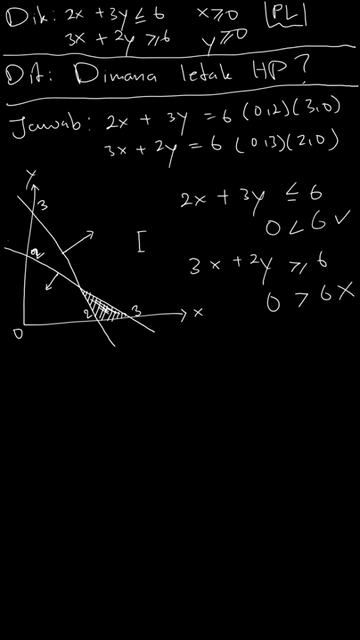 Dik: 2x + 3y ≤ 6 x ≥ 0 [PL]
3x + 2y ≥ 6 y ≥ 0
Dit: Dimana letak HP?
Jawab: 2x + 3y = 6 (0,2)(3,0)
3x + 2y = 6 (0,3)(2,0)
2x + 3y ≤ 6
0 < 6 ✓
3x + 2y ≥ 6
0 > 6 X
Y
3
2
[
2
3
X
0